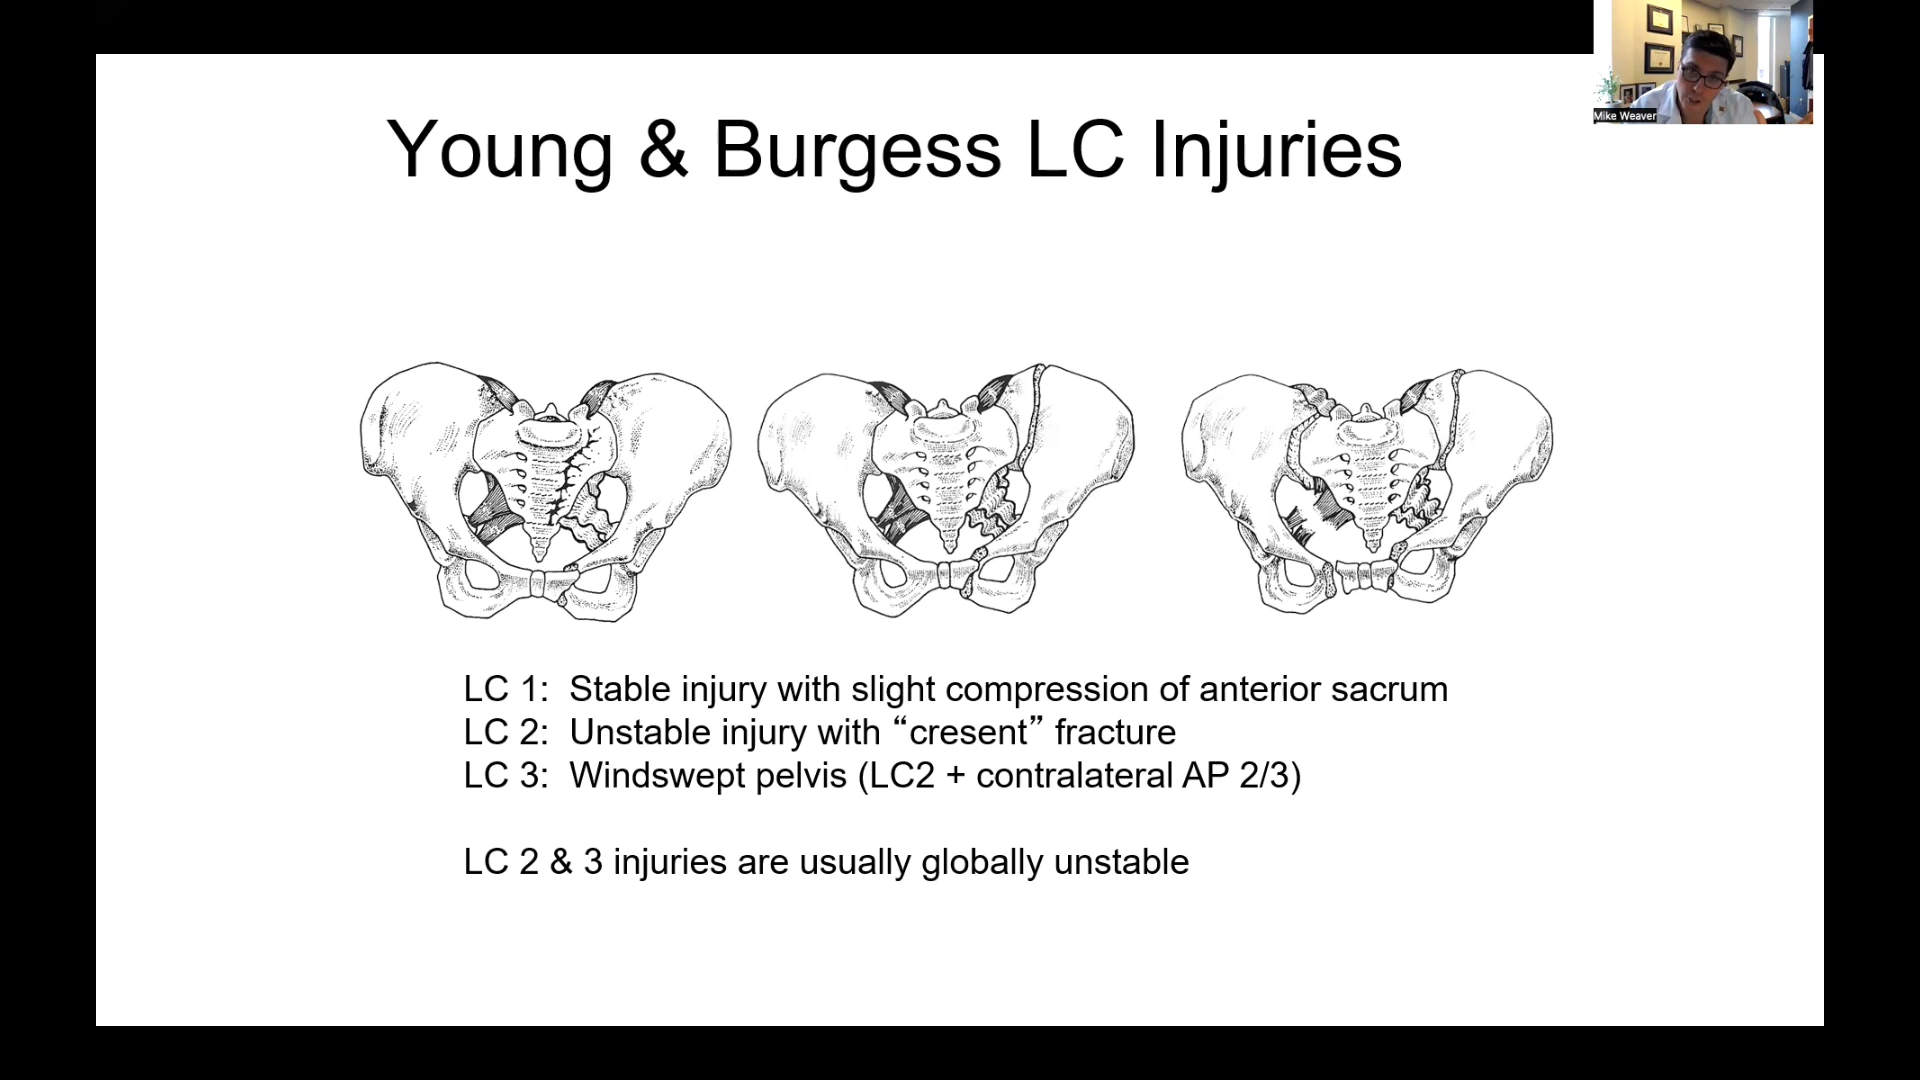 Mike Weaver
Young & Burgess LC Injuries
LC 1: Stable injury with slight compression of anterior sacrum
LC 2: Unstable injury with “cresent” fracture
LC 3: Windswept pelvis (LC2 + contralateral AP 2/3)
LC 2 & 3 injuries are usually globally unstable